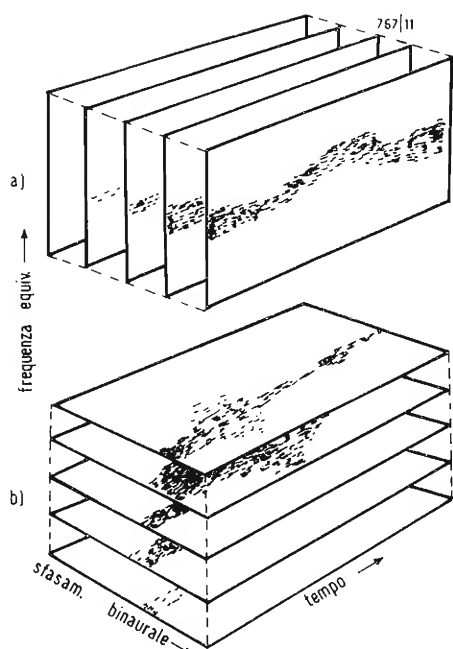 767|11
a)
frequenza equiv. →
b)
sfasam.
binaurale →
tempo →